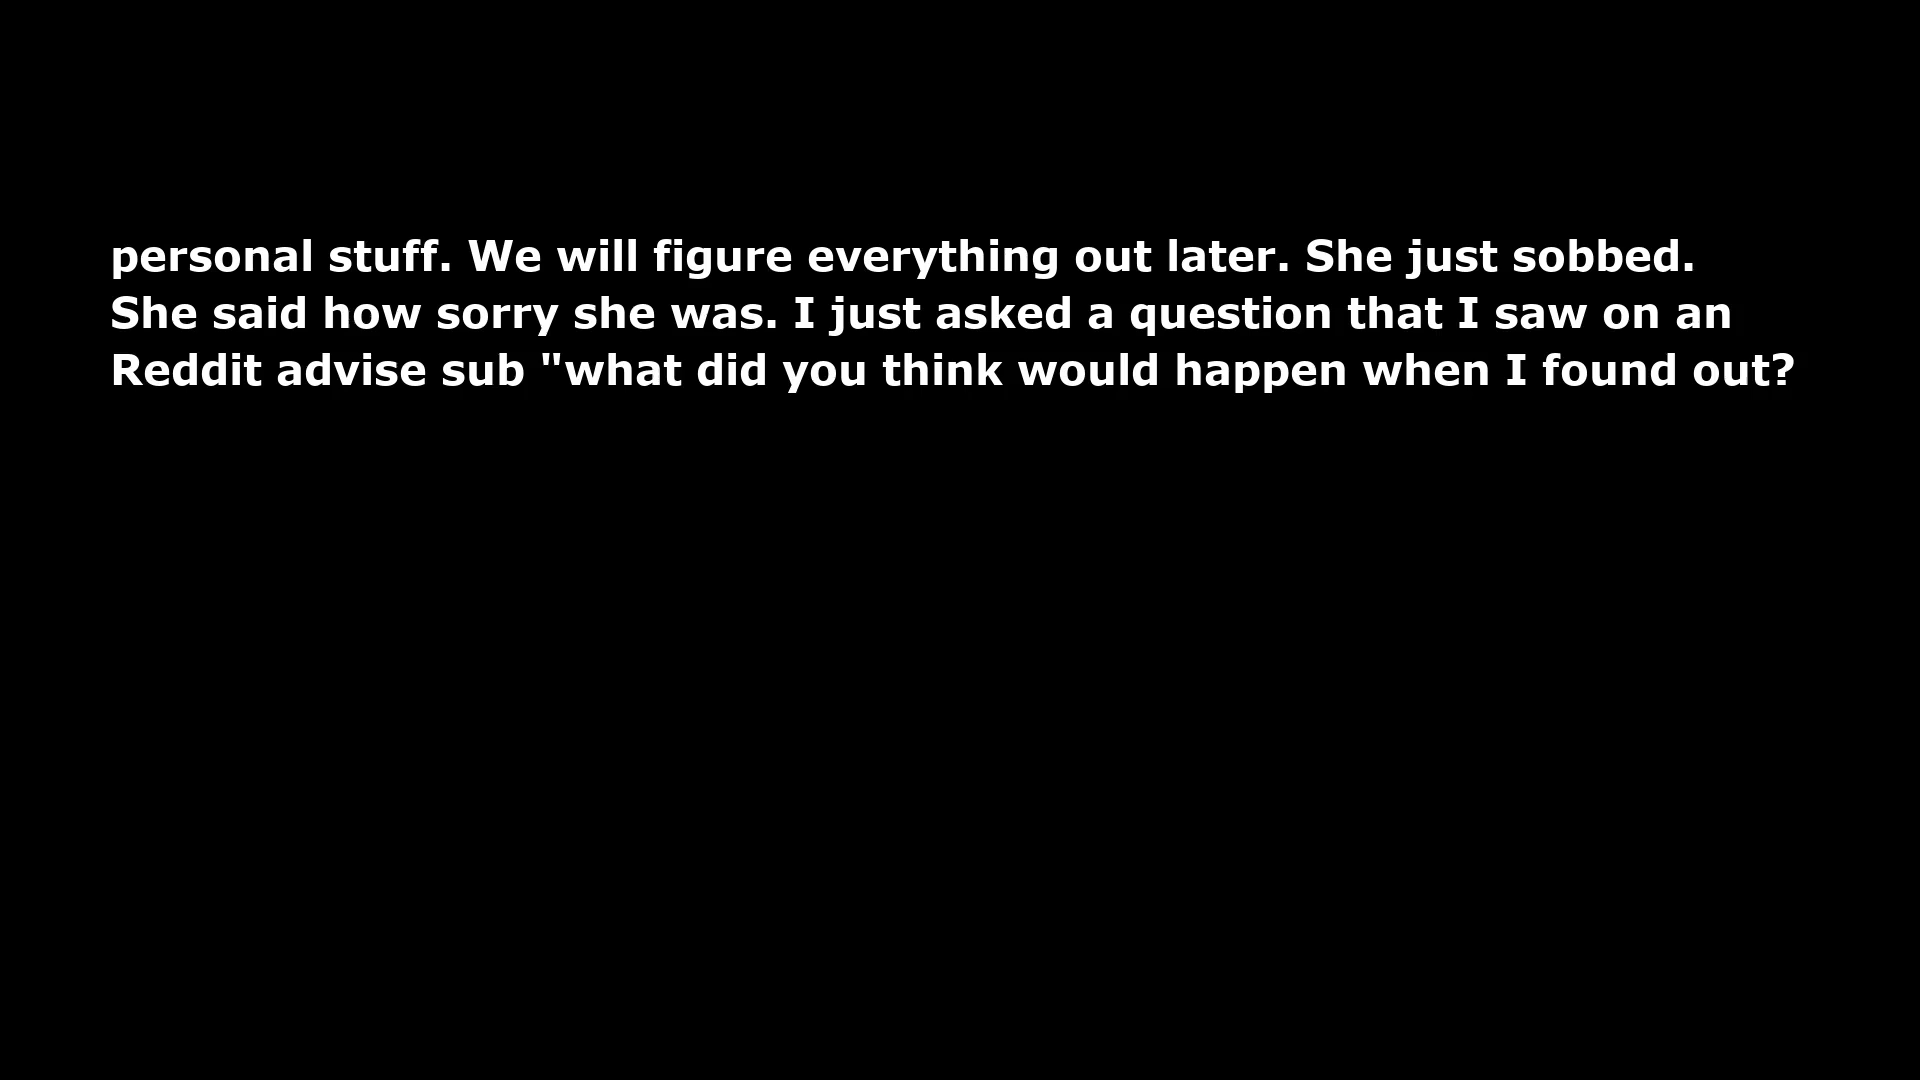 personal stuff. We will figure everything out later. She just sobbed.
She said how sorry she was. I just asked a question that I saw on an
Reddit advise sub "what did you think would happen when I found out?